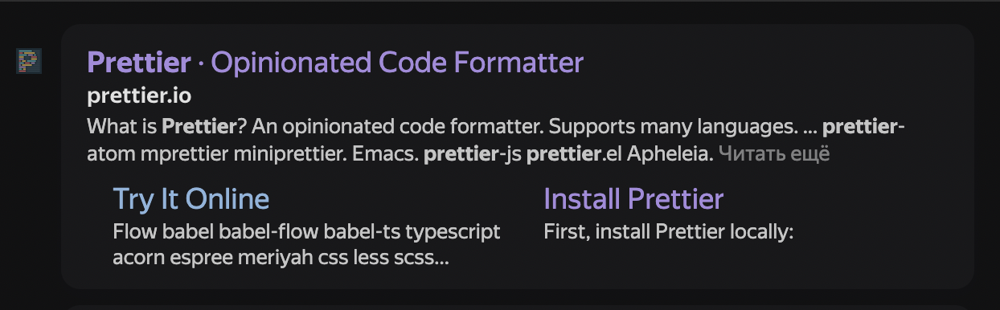 Prettier · Opinionated Code Formatter
prettier.io
What is Prettier? An opinionated code formatter. Supports many languages. ... prettier-
atom mprettier miniprettier. Emacs. prettier-js prettier.el Apheleia. Читать ещё
Try It Online
Flow babel babel-flow babel-ts typescript
acorn espree meriyah css less scss...
Install Prettier
First, install Prettier locally: